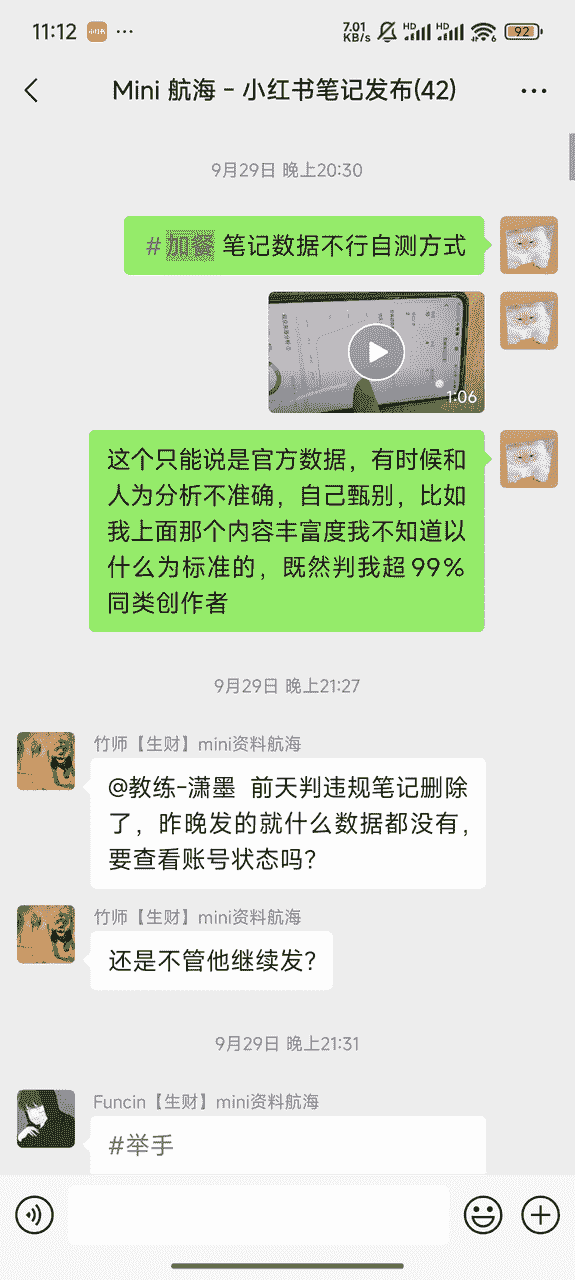 11:12
7.01 KB/s
HD
HD
6
92
Mini 航海 - 小红书笔记发布(42)
9月29日 晚上20:30
#加餐 笔记数据不行自测方式
1:06
这个只能说是官方数据，有时候和
人为分析不准确，自己甄别，比如
我上面那个内容丰富度我不知道以
什么为标准的，既然判我超99%
同类创作者
9月29日 晚上21:27
竹师【生财】mini资料航海
@教练-潇墨 前天判违规笔记删除
了，昨晚发的就什么数据都没有，
要查看账号状态吗？
竹师【生财】mini资料航海
还是不管他继续发？
9月29日 晚上21:31
Funcin【生财】mini资料航海
#举手